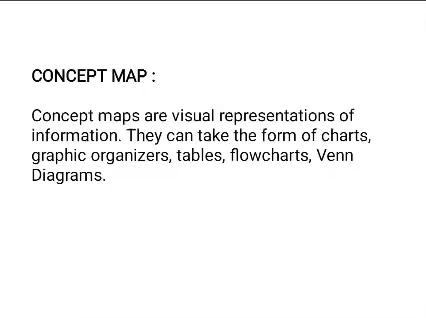 CONCEPT MAP :
Concept maps are visual representations of
information. They can take the form of charts,
graphic organizers, tables, flowcharts, Venn
Diagrams.